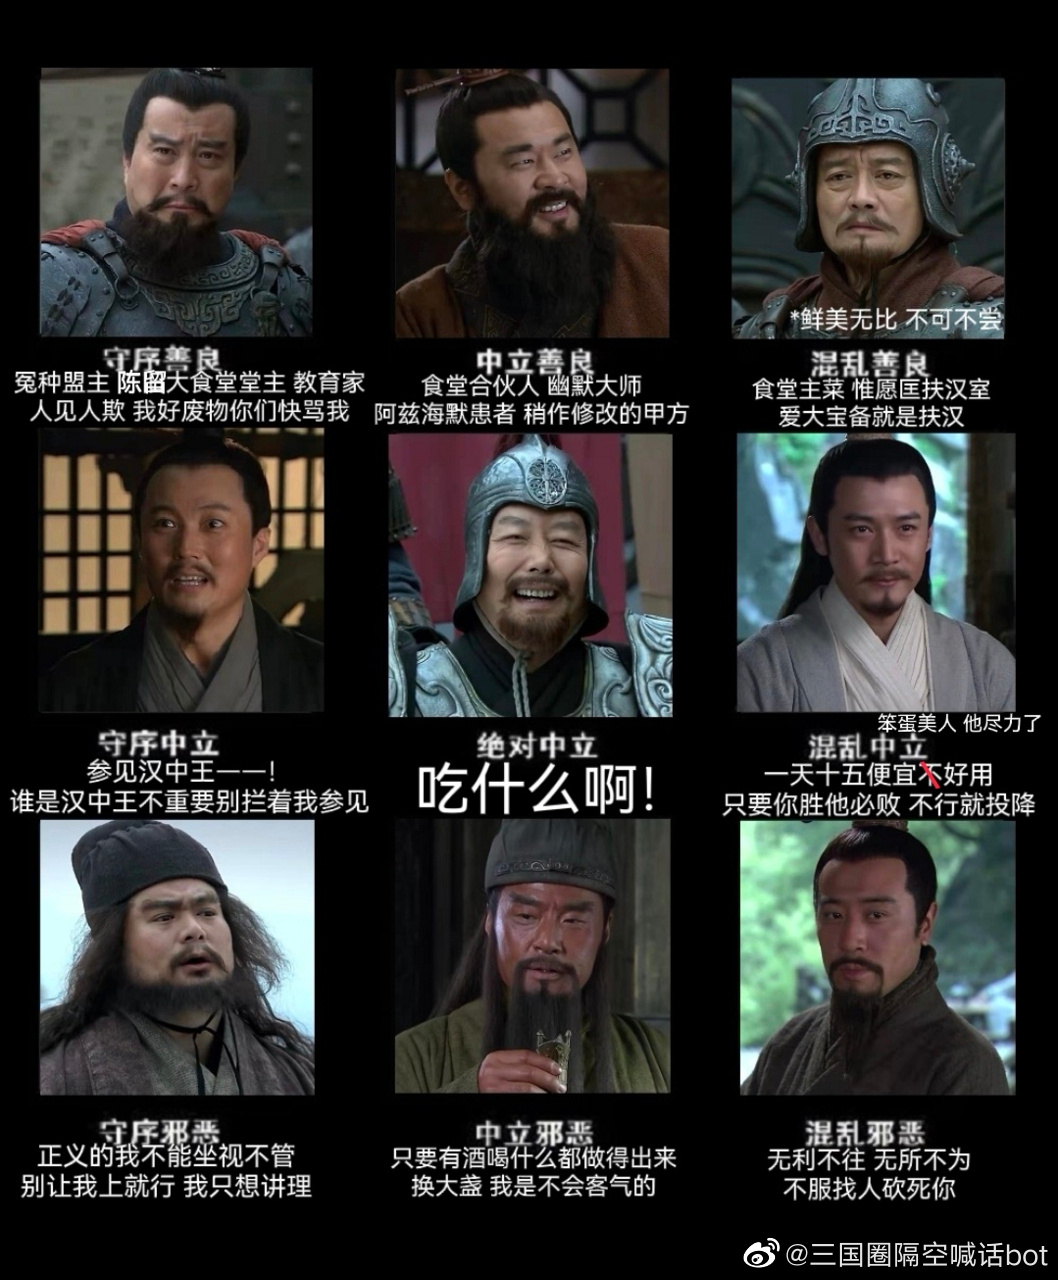 *鲜美无比 不可不尝
守序善良
冤种盟主 陈留大食堂堂主 教育家
人见人欺 我好废物你们快骂我
中立善良
食堂合伙人 幽默大师
阿兹海默患者 稍作修改的甲方
混乱善良
食堂主菜 惟愿匡扶汉室
爱大宝备就是扶汉
守序中立
参见汉中王——!
谁是汉中王不重要别拦着我参见
绝对中立
吃什么啊!
笨蛋美人 他尽力了
混乱中立
一天十五便宜不好用
只要你胜他必败 不行就投降
守序邪恶
正义的我不能坐视不管
别让我上就行 我只想讲理
中立邪恶
只要有酒喝什么都做得出来
换大盏 我是不会客气的
混乱邪恶
无利不往 无所不为
不服找人砍死你
@三国圈隔空喊话bot